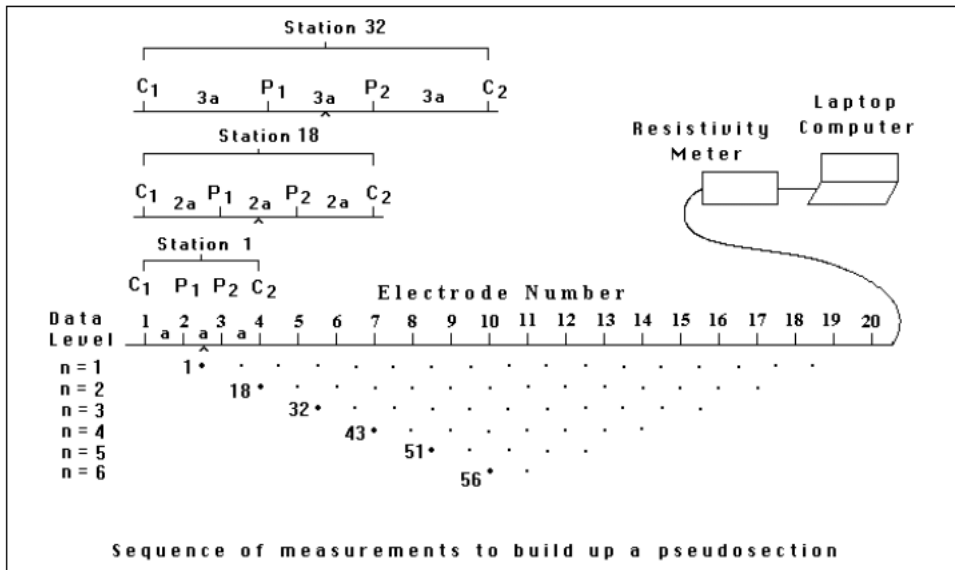 Station 32
C1 3a P1 3a P2 3a C2
Station 18
C1 2a P1 2a P2 2a C2
Station 1
C1 P1 P2 C2
Resistivity Meter
Laptop Computer
Electrode Number
Data Level
1 2 3 4 5 6 7 8 9 10 11 12 13 14 15 16 17 18 19 20
a a a
n = 1 1
n = 2 18
n = 3 32
n = 4 43
n = 5 51
n = 6 56
Sequence of measurements to build up a pseudosection